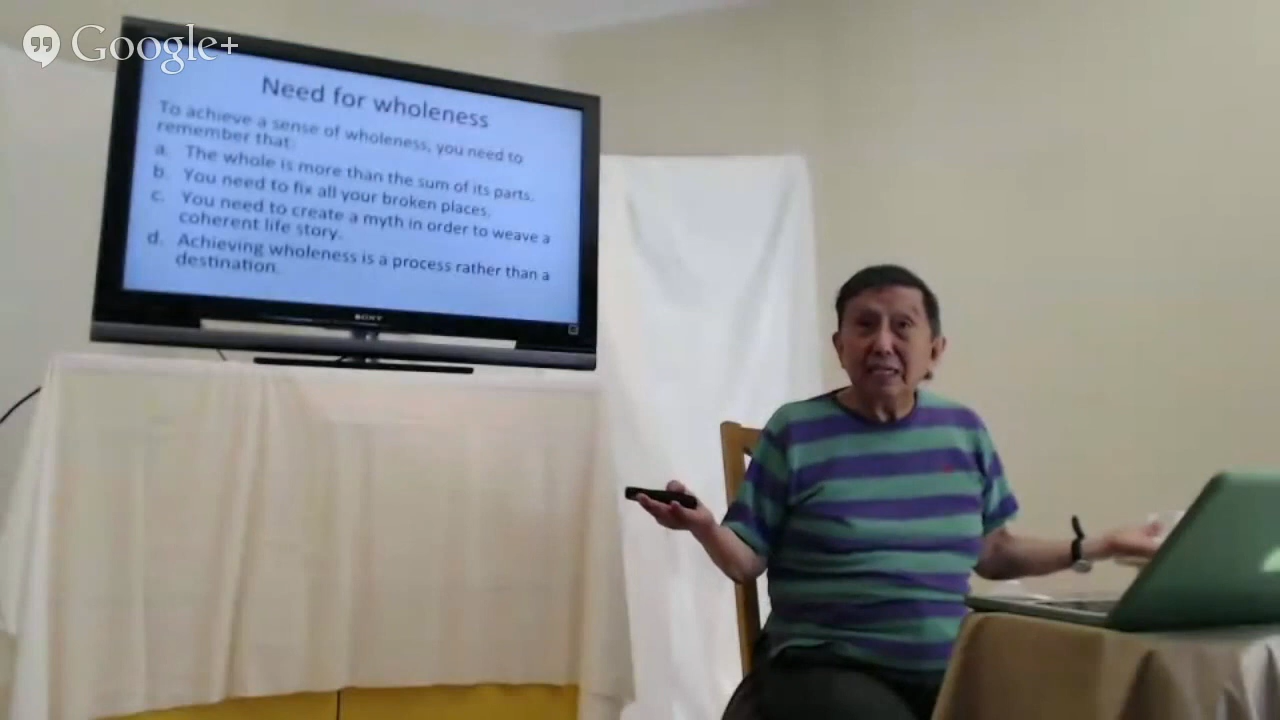 Google+
Need for wholeness
To achieve a sense of wholeness, you need to
remember that:
a. The whole is more than the sum of its parts.
b. You need to fix all your broken places.
c. You need to create a myth in order to weave a
coherent life story.
d. Achieving wholeness is a process rather than a
destination.
SONY